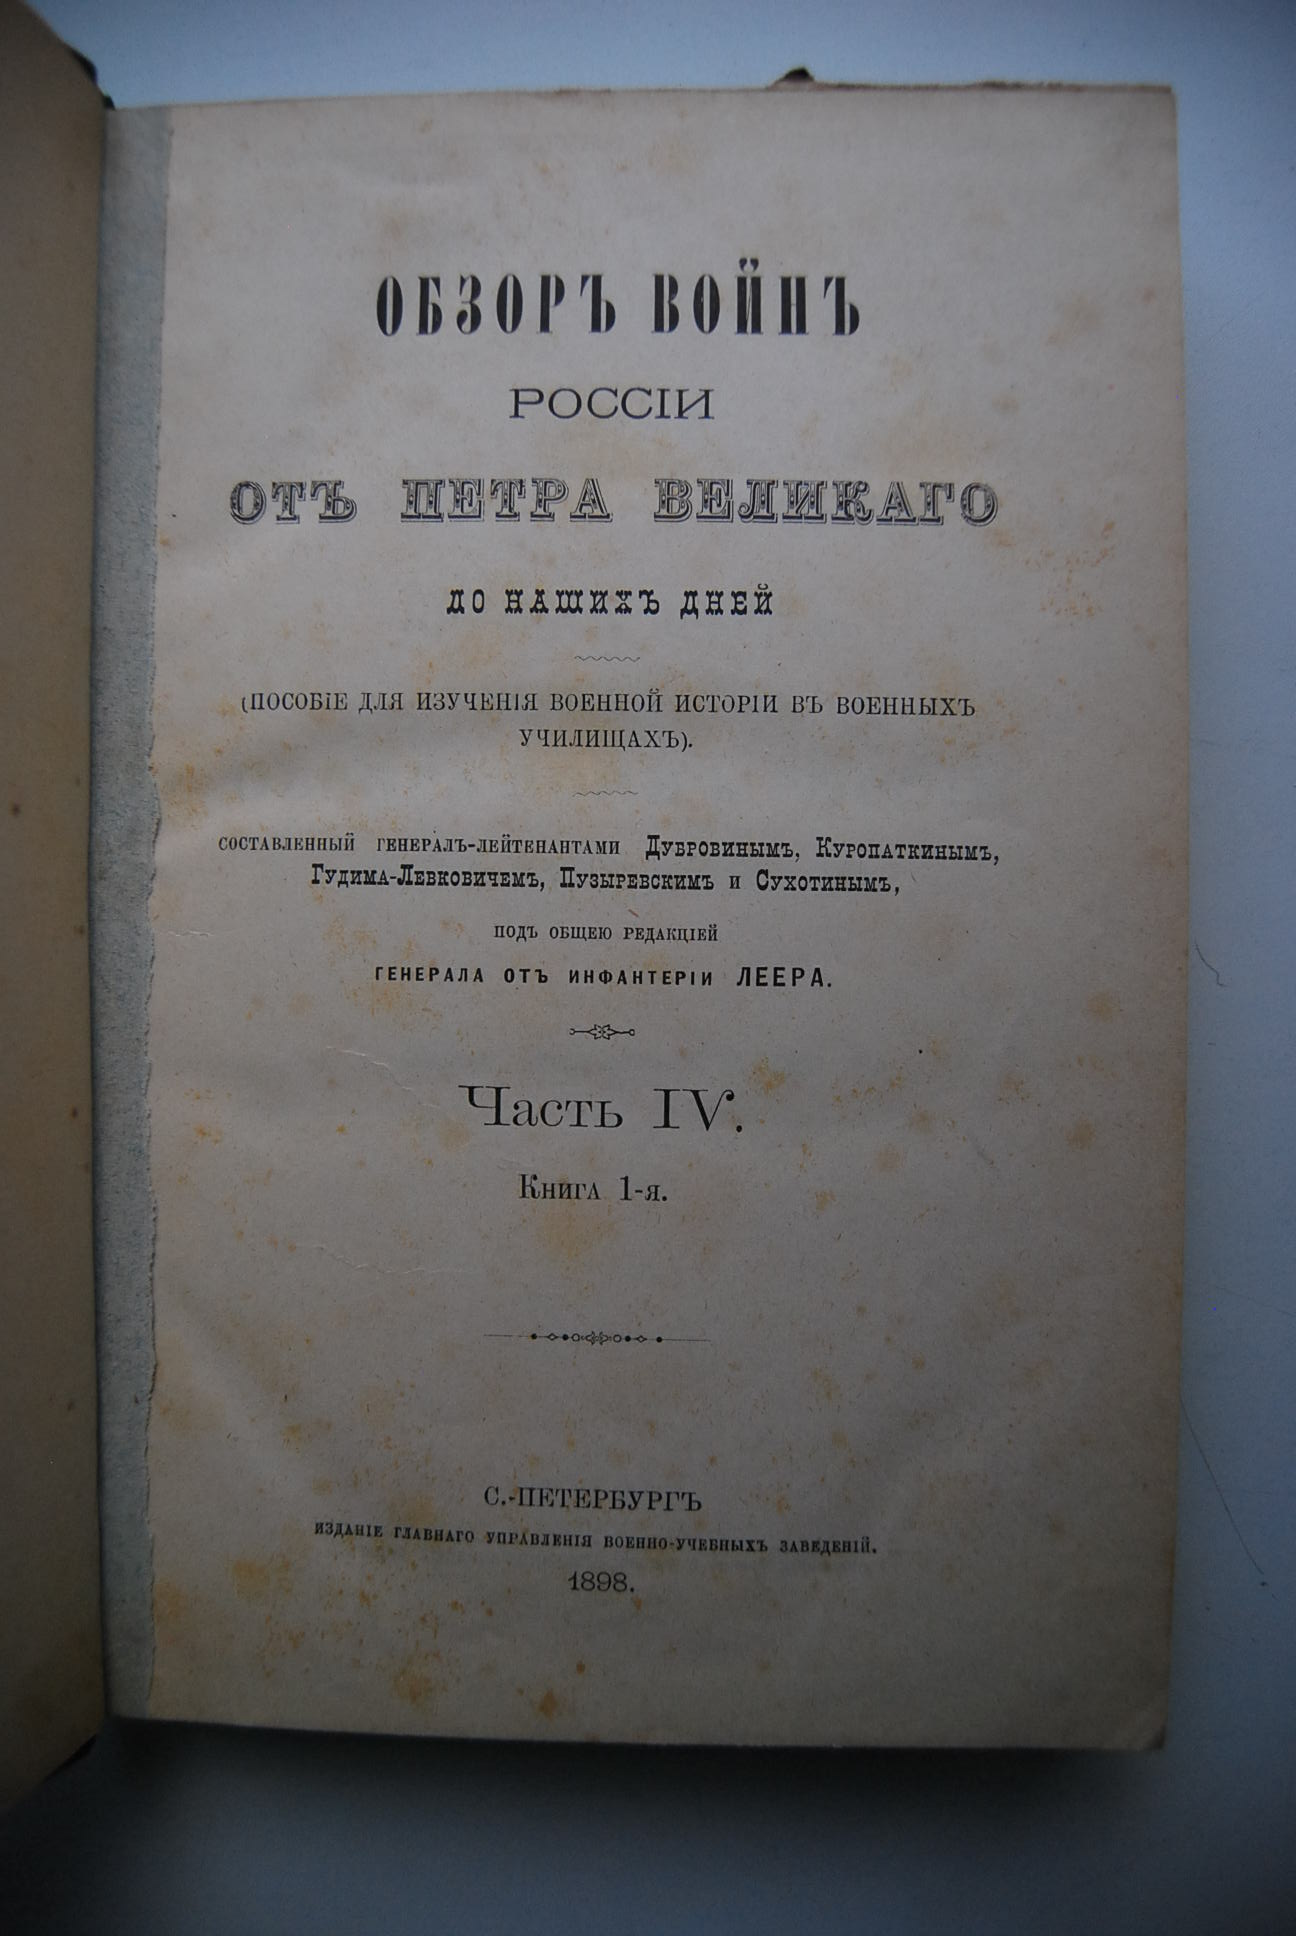 ОБЗОРЪ ВОЙНЪ
РОССІИ
ОТЪ ПЕТРА ВЕЛИКАГО
ДО НАШИХЪ ДНЕЙ
(ПОСОБІЕ ДЛЯ ИЗУЧЕНІЯ ВОЕННОЙ ИСТОРІИ ВЪ ВОЕННЫХЪ
УЧИЛИЩАХЪ).
СОСТАВЛЕННЫЙ ГЕНЕРАЛЪ-ЛЕЙТЕНАНТАМИ ДУБРОВИНЫМЪ, КУРОПАТКИНЫМЪ,
ГУДИМА-ЛЕВКОВИЧЕМЪ, ПУЗЫРЕВСКИМЪ И СУХОТИНЫМЪ,
ПОДЪ ОБЩЕЮ РЕДАКЦІЕЙ
ГЕНЕРАЛА ОТЪ ИНФАНТЕРІИ ЛЕЕРА.
Часть IV.
Книга 1-я.
С.-ПЕТЕРБУРГЪ
ИЗДАНІЕ ГЛАВНАГО УПРАВЛЕНІЯ ВОЕННО-УЧЕБНЫХЪ ЗАВЕДЕНІЙ.
1898.